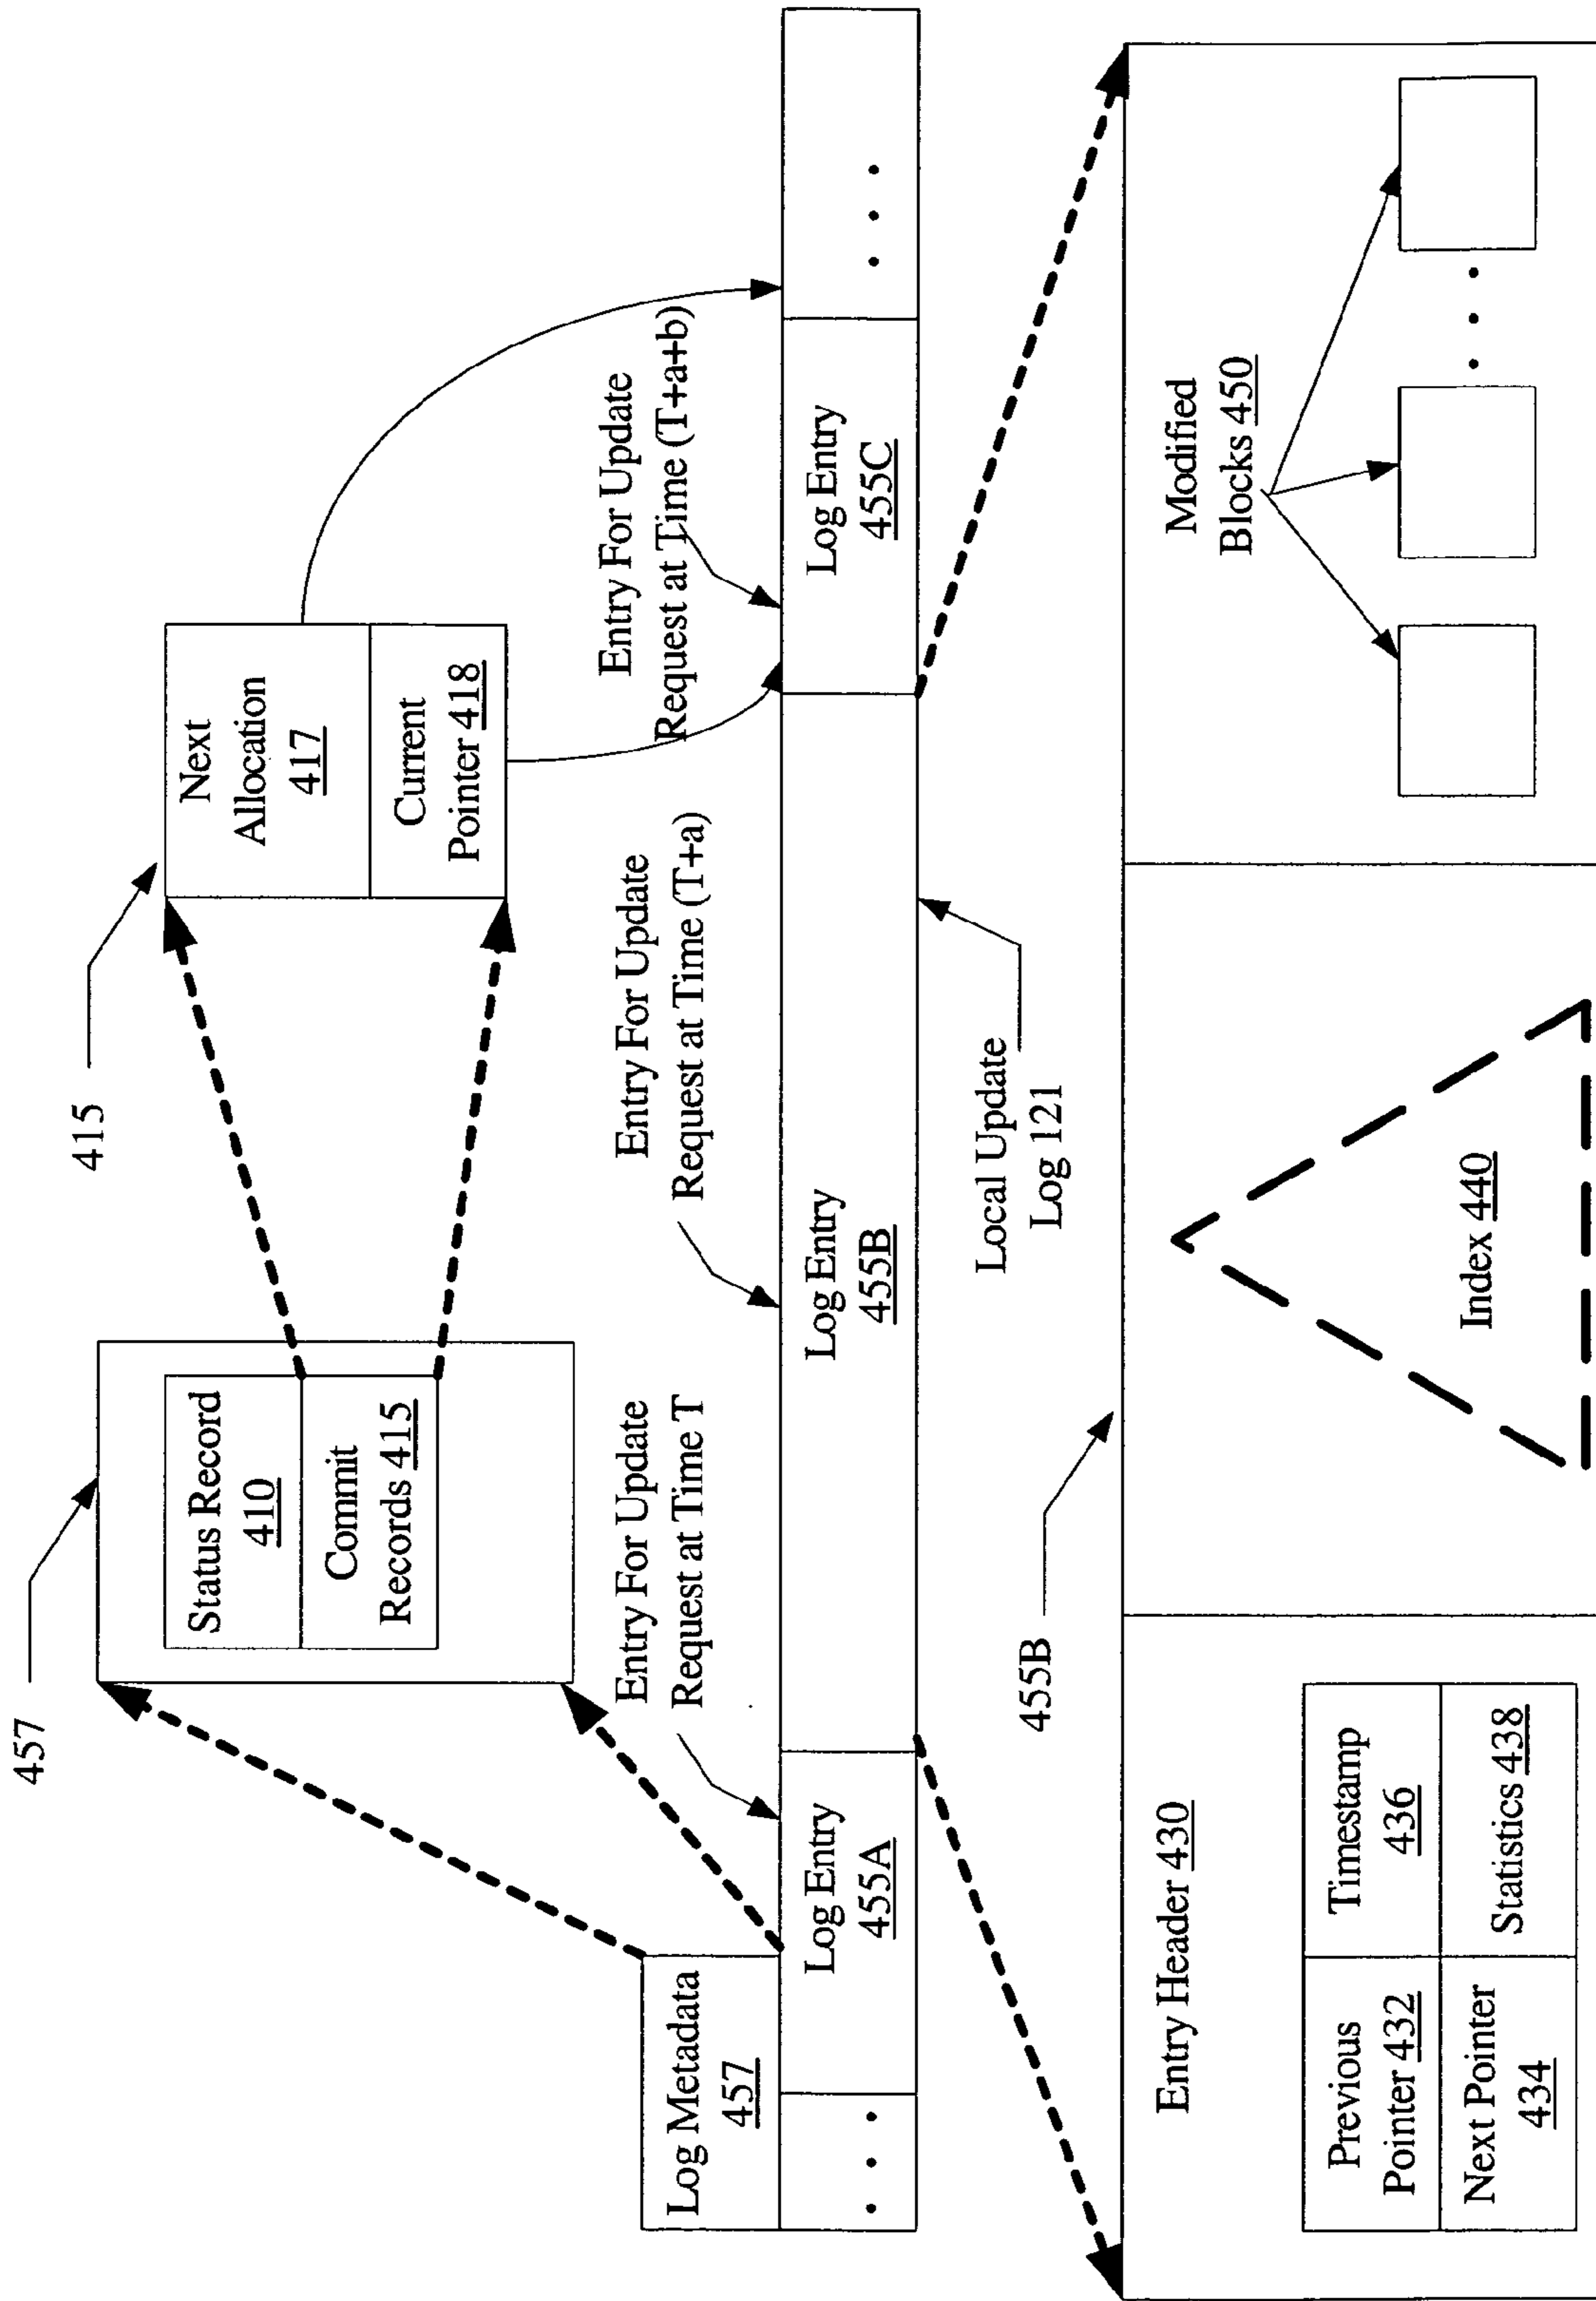 457
Status Record
410
Commit
Records 415
415
Next
Allocation
417
Current
Pointer 418
Log Metadata
457
Entry For Update
Request at Time T
Entry For Update
Request at Time (T+a)
Entry For Update
Request at Time (T+a+b)
. . .
Log Entry
455A
Log Entry
455B
Log Entry
455C
. . .
Local Update
Log 121
455B
Entry Header 430
Previous
Pointer 432
Timestamp
436
Next Pointer
434
Statistics 438
Index 440
Modified
Blocks 450
. . .